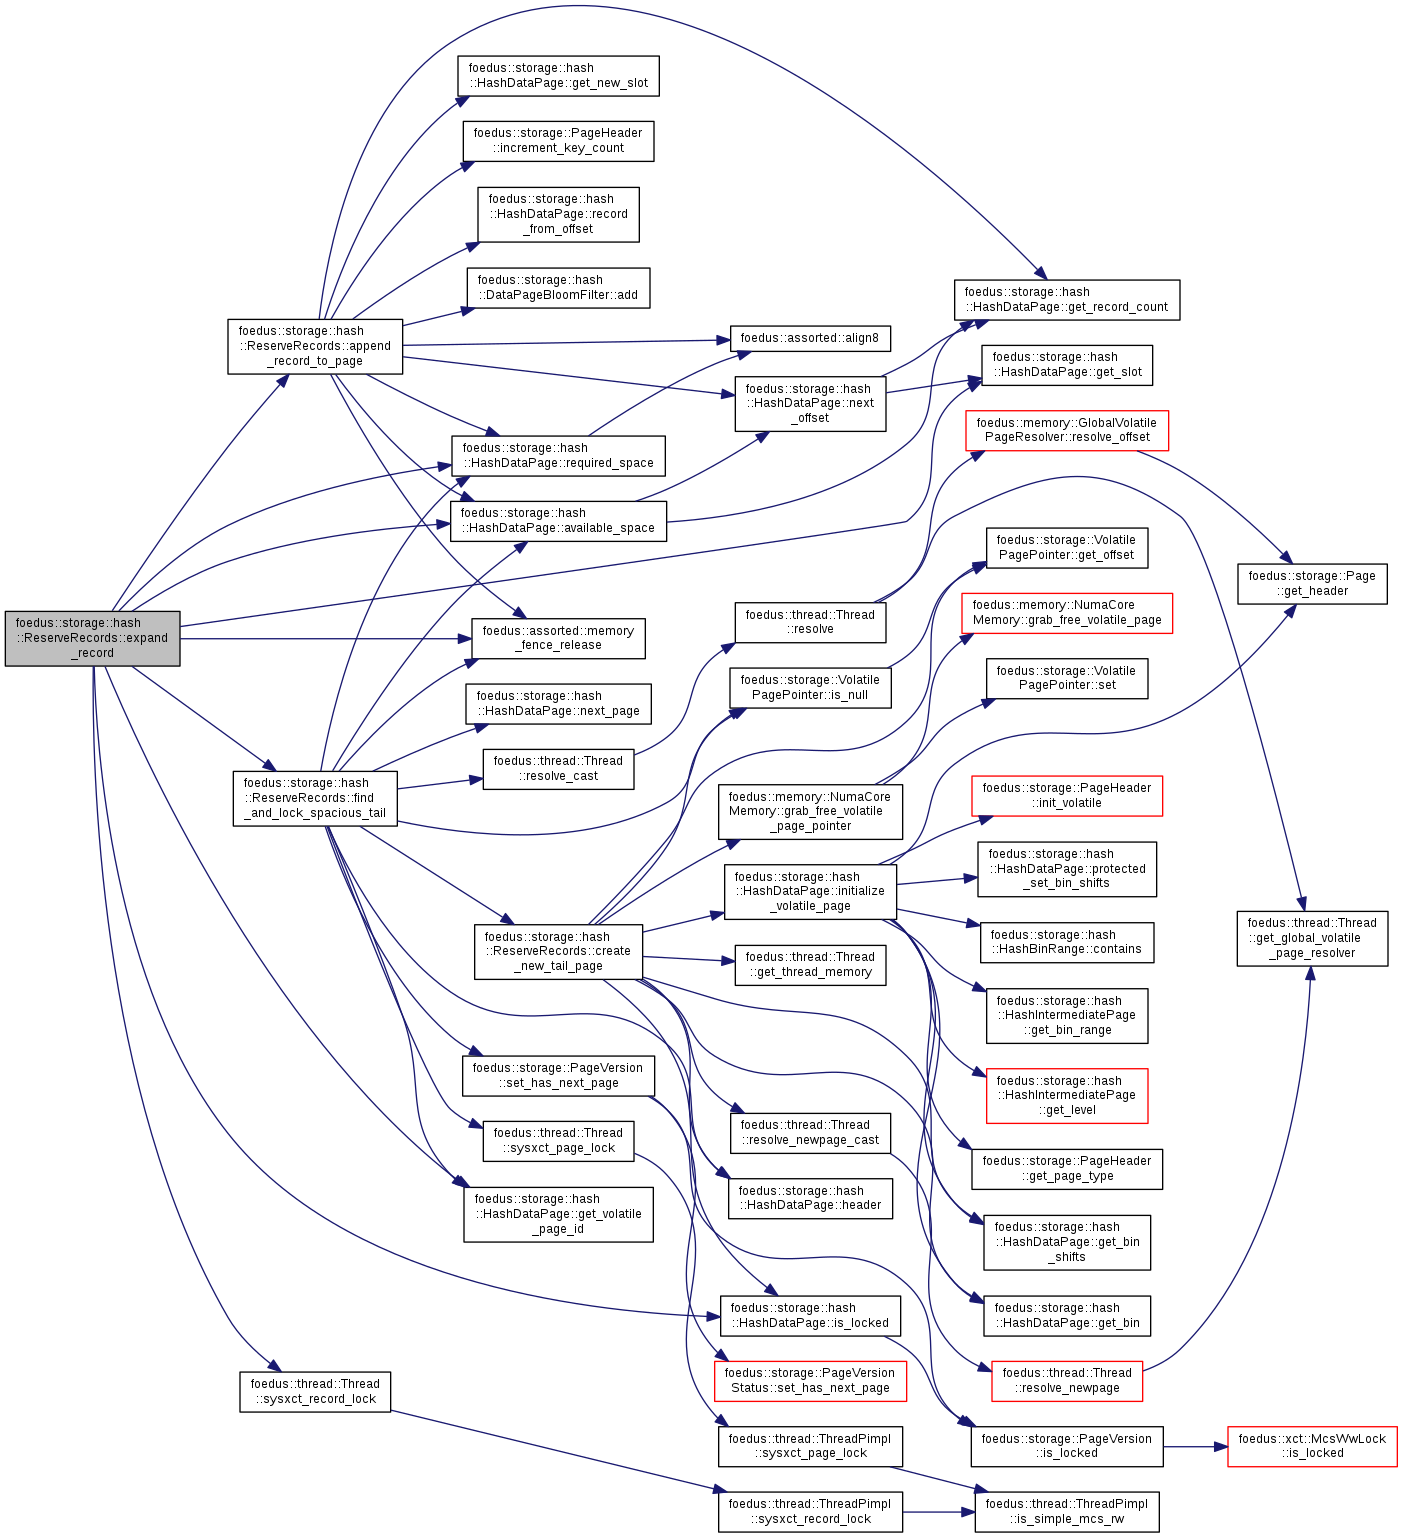 foedus::storage::hash
::ReserveRecords::expand
_record
foedus::storage::hash
::ReserveRecords::append
_record_to_page
foedus::storage::hash
::ReserveRecords::find
_and_lock_spacious_tail
foedus::thread::Thread
::sysxct_record_lock
foedus::storage::hash
::HashDataPage::get_new_slot
foedus::storage::PageHeader
::increment_key_count
foedus::storage::hash
::HashDataPage::record
_from_offset
foedus::storage::hash
::DataPageBloomFilter::add
foedus::storage::hash
::HashDataPage::required_space
foedus::storage::hash
::HashDataPage::available_space
foedus::assorted::memory
_fence_release
foedus::storage::hash
::HashDataPage::next_page
foedus::thread::Thread
::resolve_cast
foedus::storage::hash
::ReserveRecords::create
_new_tail_page
foedus::storage::PageVersion
::set_has_next_page
foedus::thread::Thread
::sysxct_page_lock
foedus::storage::hash
::HashDataPage::get_volatile
_page_id
foedus::assorted::align8
foedus::storage::hash
::HashDataPage::next
_offset
foedus::thread::Thread
::resolve
foedus::storage::Volatile
PagePointer::is_null
foedus::memory::NumaCore
Memory::grab_free_volatile
_page_pointer
foedus::storage::hash
::HashDataPage::initialize
_volatile_page
foedus::thread::Thread
::get_thread_memory
foedus::thread::Thread
::resolve_newpage_cast
foedus::storage::hash
::HashDataPage::header
foedus::storage::hash
::HashDataPage::is_locked
foedus::storage::PageVersion
Status::set_has_next_page
foedus::thread::ThreadPimpl
::sysxct_page_lock
foedus::thread::ThreadPimpl
::sysxct_record_lock
foedus::storage::hash
::HashDataPage::get_record_count
foedus::storage::hash
::HashDataPage::get_slot
foedus::memory::GlobalVolatile
PageResolver::resolve_offset
foedus::storage::Volatile
PagePointer::get_offset
foedus::memory::NumaCore
Memory::grab_free_volatile_page
foedus::storage::Volatile
PagePointer::set
foedus::storage::PageHeader
::init_volatile
foedus::storage::hash
::HashDataPage::protected
_set_bin_shifts
foedus::storage::hash
::HashBinRange::contains
foedus::storage::hash
::HashIntermediatePage
::get_bin_range
foedus::storage::hash
::HashIntermediatePage
::get_level
foedus::storage::PageHeader
::get_page_type
foedus::storage::hash
::HashDataPage::get_bin
_shifts
foedus::storage::hash
::HashDataPage::get_bin
foedus::thread::Thread
::resolve_newpage
foedus::storage::PageVersion
::is_locked
foedus::thread::ThreadPimpl
::is_simple_mcs_rw
foedus::storage::Page
::get_header
foedus::thread::Thread
::get_global_volatile
_page_resolver
foedus::xct::McsWwLock
::is_locked